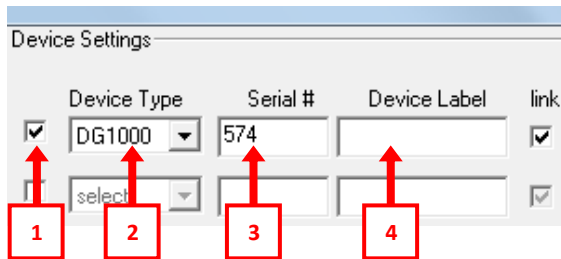 Device Settings
Device Type Serial # Device Label link
DG1000 574
select
1 2 3 4